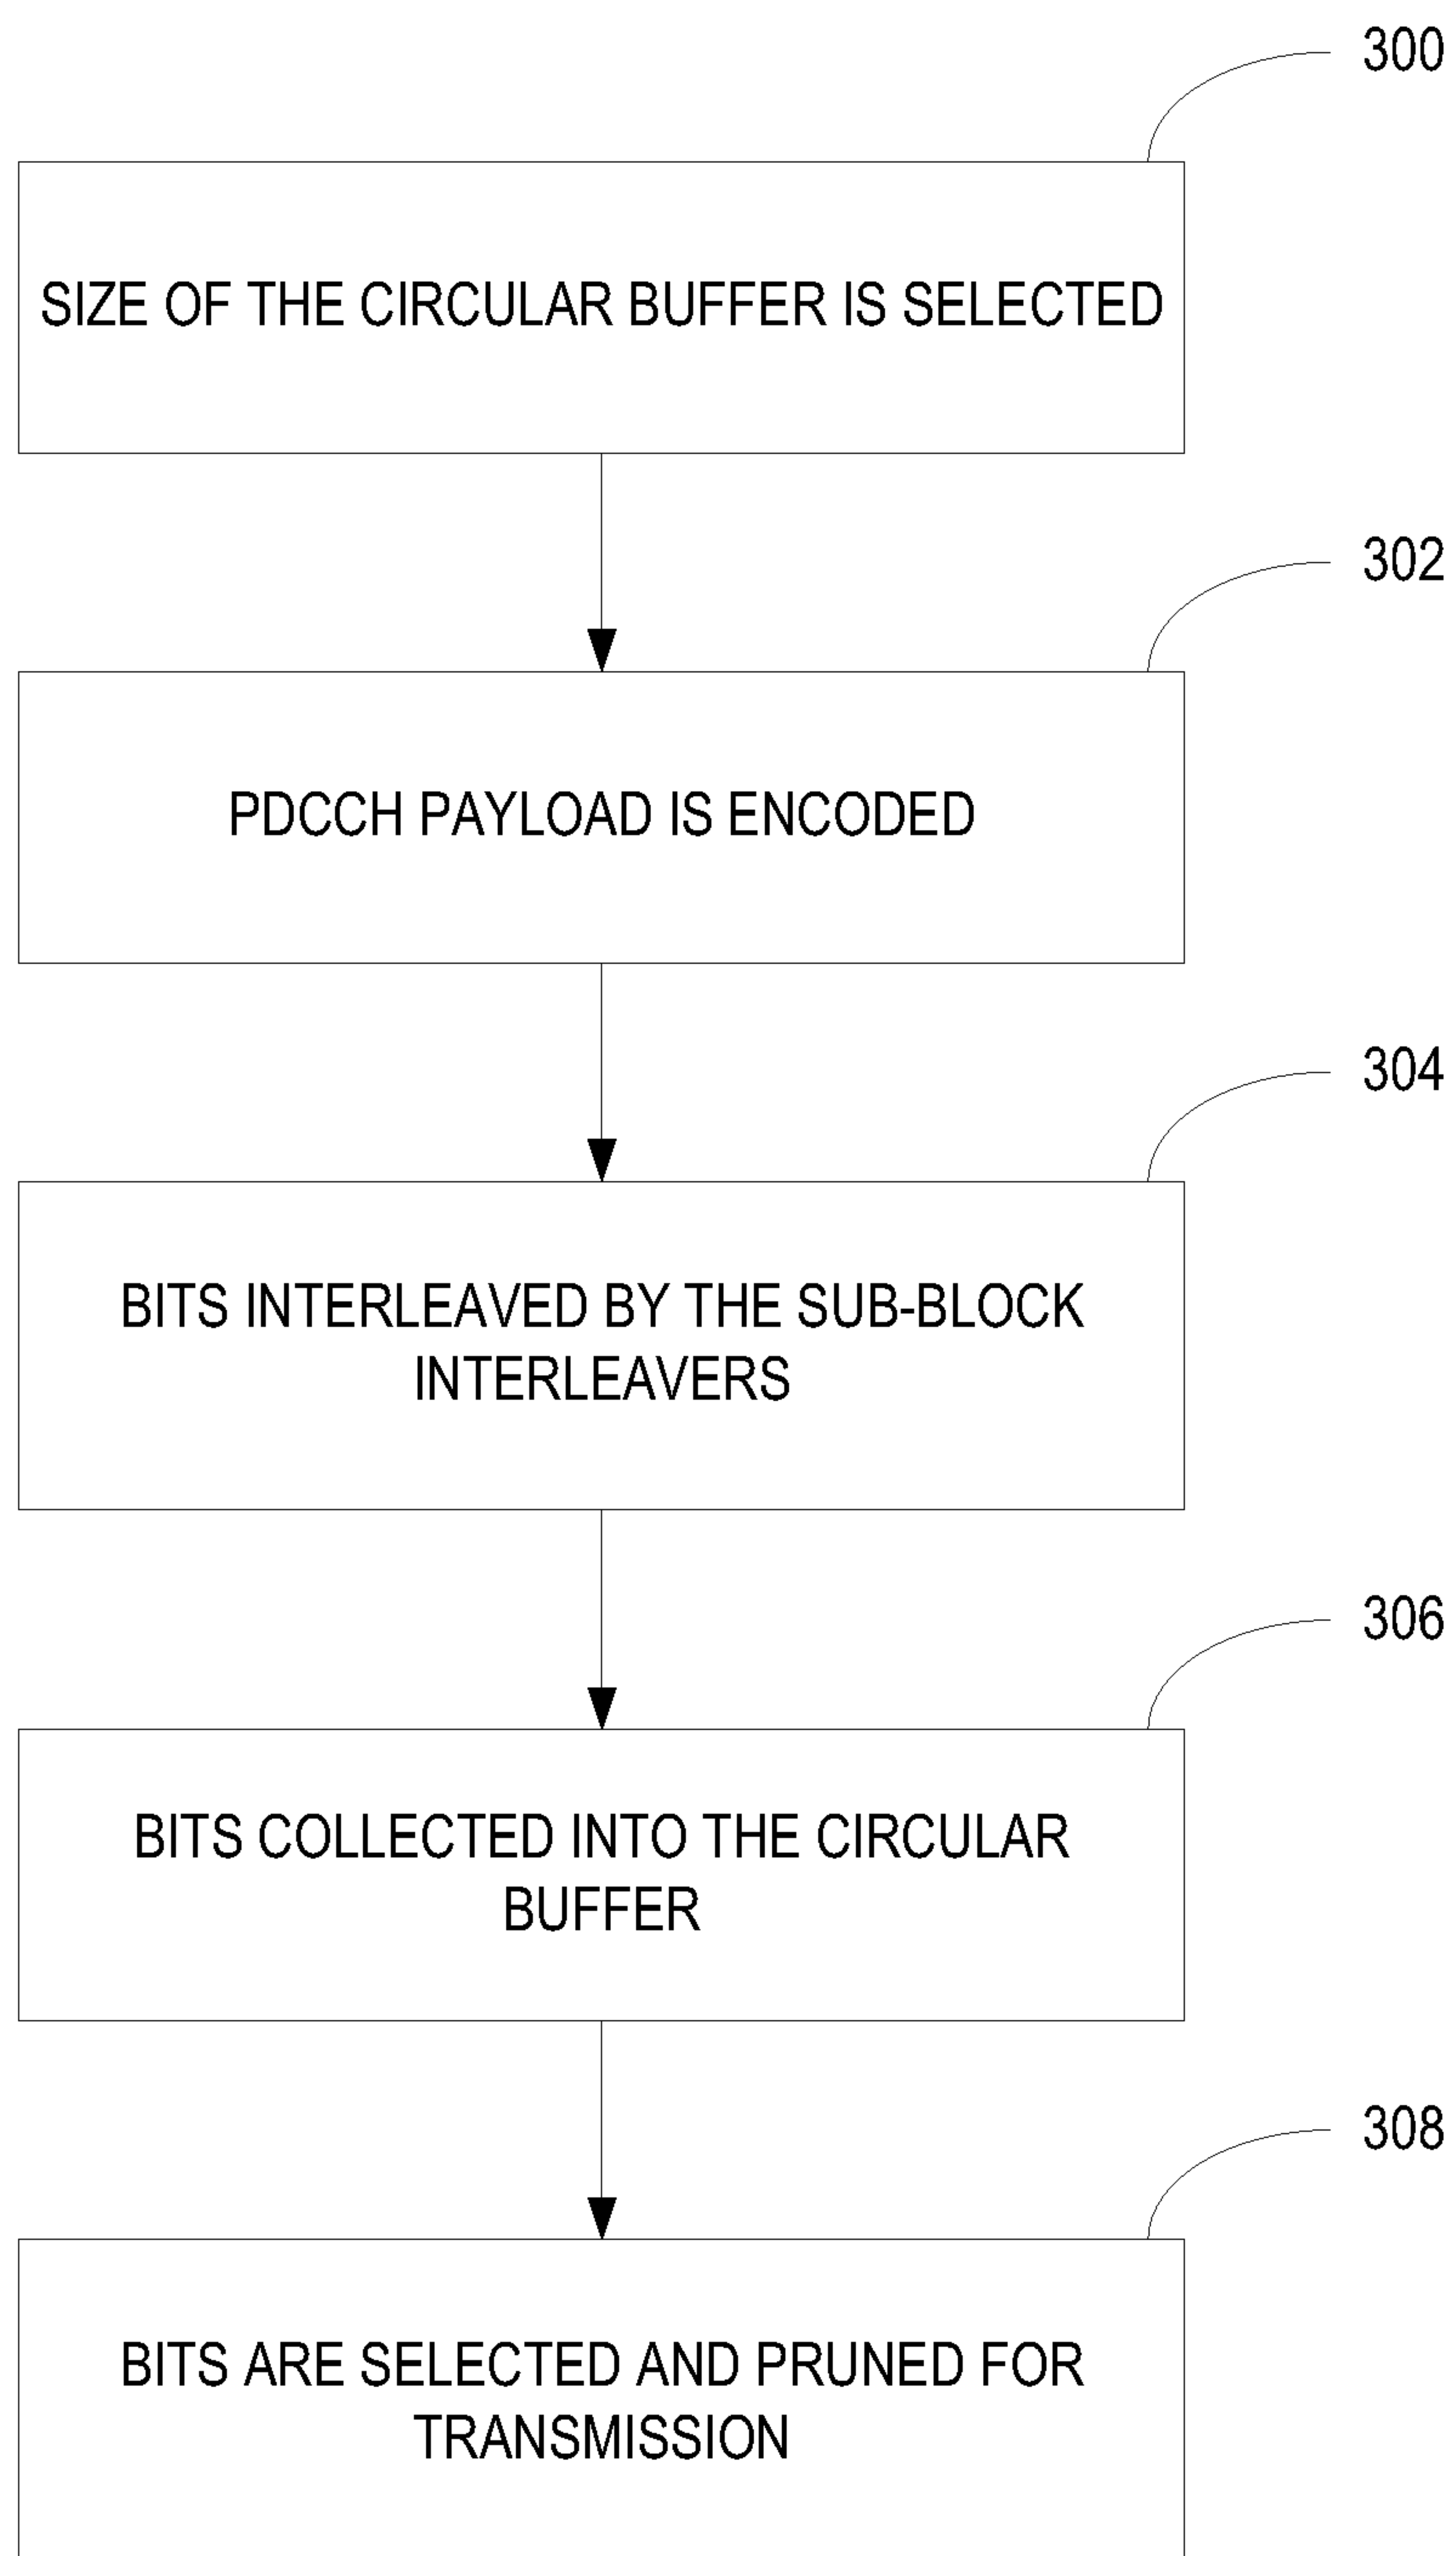 300
SIZE OF THE CIRCULAR BUFFER IS SELECTED
302
PDCCH PAYLOAD IS ENCODED
304
BITS INTERLEAVED BY THE SUB-BLOCK
INTERLEAVERS
306
BITS COLLECTED INTO THE CIRCULAR
BUFFER
308
BITS ARE SELECTED AND PRUNED FOR
TRANSMISSION